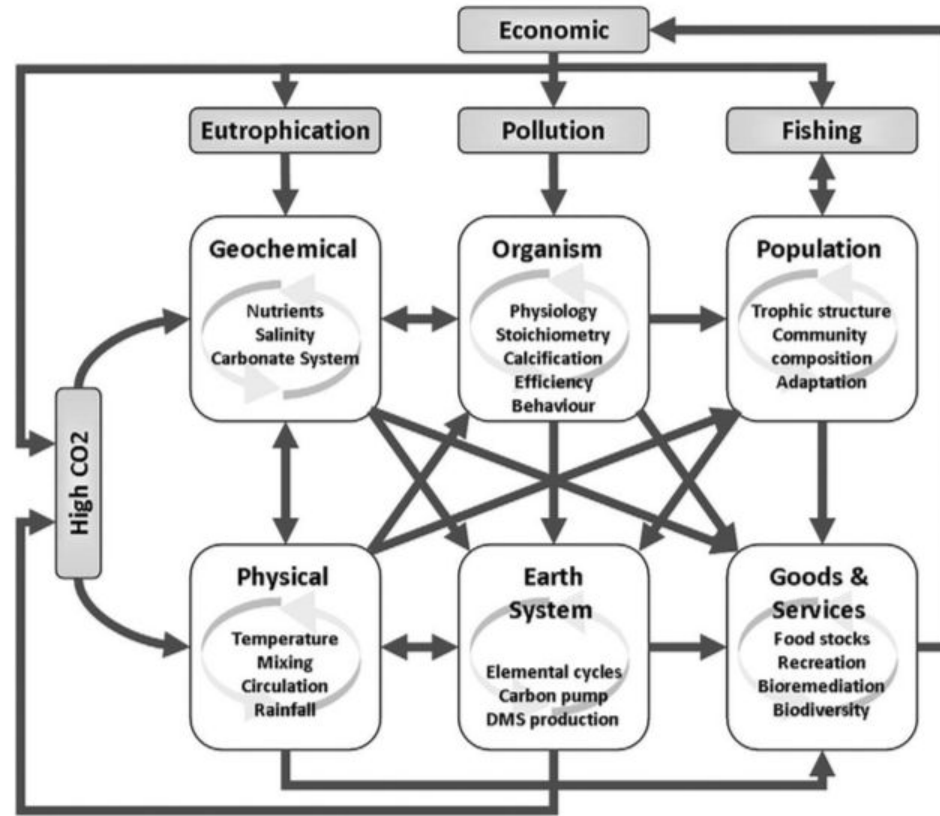 Economic
Eutrophication
Pollution
Fishing
Geochemical
Nutrients
Salinity
Carbonate System
Organism
Physiology
Stoichiometry
Calcification
Efficiency
Behaviour
Population
Trophic structure
Community
composition
Adaptation
High CO2
Physical
Temperature
Mixing
Circulation
Rainfall
Earth
System
Elemental cycles
Carbon pump
DMS production
Goods &
Services
Food stocks
Recreation
Bioremediation
Biodiversity